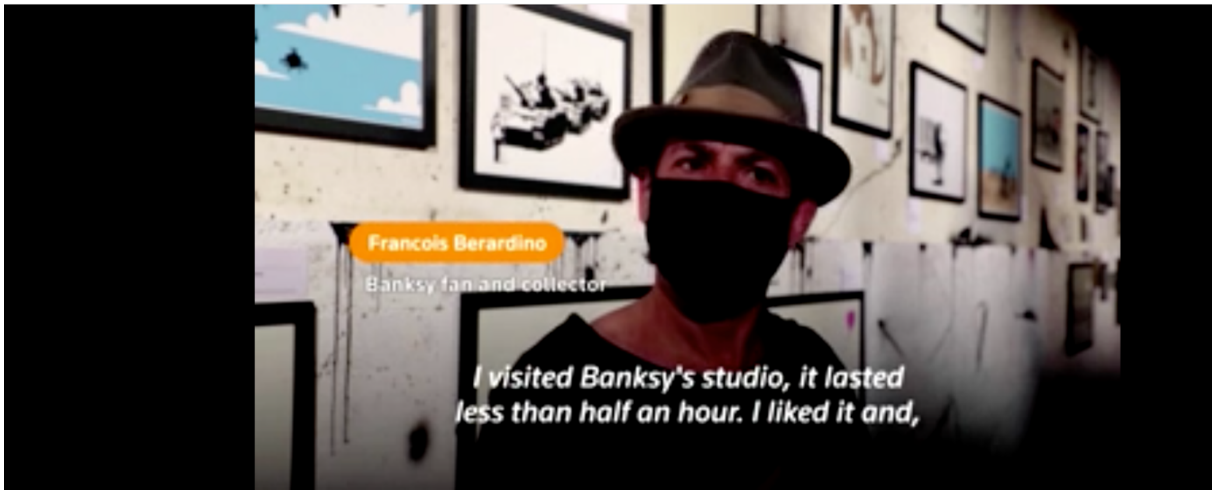 Francois Berardino
Banksy fan and collector
I visited Banksy's studio, it lasted
less than half an hour. I liked it and,